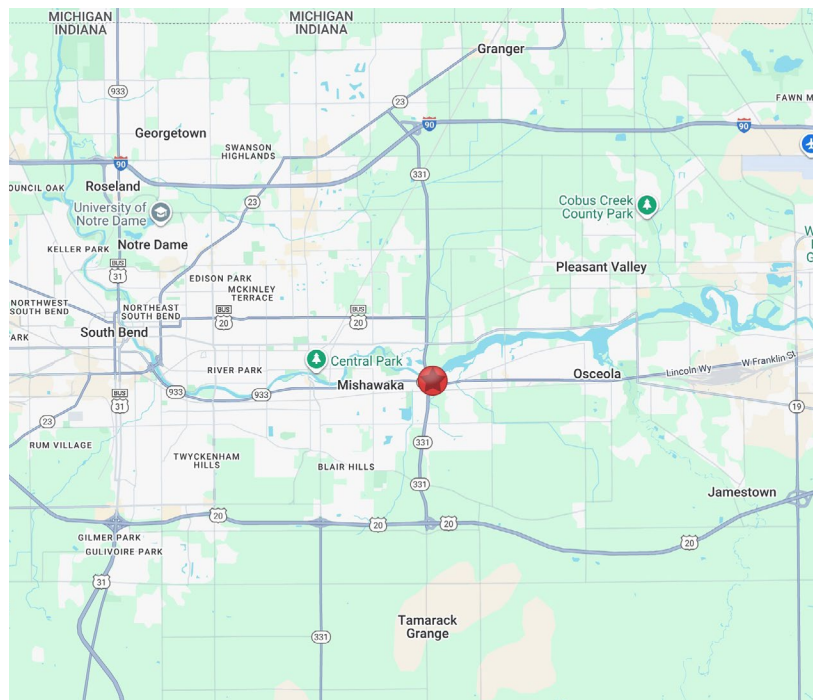 MICHIGAN
INDIANA
MICHIGAN
INDIANA
Granger
933
23
FAWN M
Georgetown
90
90
SWANSON
HIGHLANDS
90
331
OUNCIL OAK
Roseland
University of
Notre Dame
23
Cobus Creek
County Park
KELLER PARK
Notre Dame
BUS
31
EDISON PARK
MCKINLEY
TERRACE
Pleasant Valley
NORTHWEST
SOUTH BEND
NORTHEAST
SOUTH BEND
BUS
20
BUS
20
South Bend
ARK
Central Park
RIVER PARK
Mishawaka
Osceola
Lincoln Wy
W Franklin St
933
933
BUS
31
19
23
RUM VILLAGE
331
TWYCKENHAM
HILLS
BLAIR HILLS
331
Jamestown
20
20
20
20
GILMER PARK
GULIVOIRE PARK
31
Tamarack
Grange
331